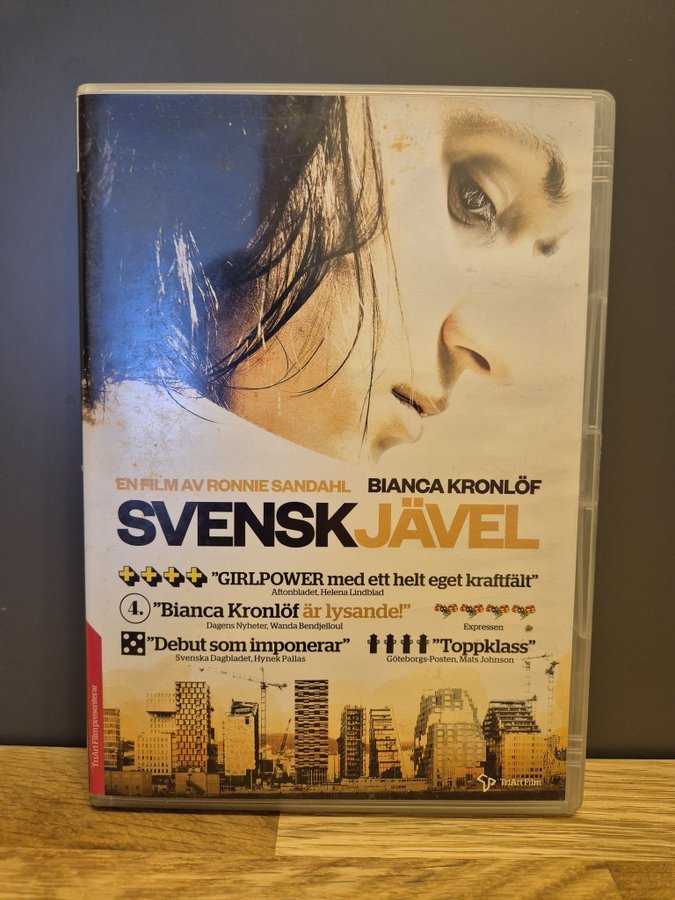 EN FILM AV RONNIE SANDAHL BIANCA KRONLÖF
SVENSKJÄVEL
"GIRLPOWER med ett helt eget kraftfält"
Aftonbladet, Helena Lindblad
4. "Bianca Kronlöf är lysande!"
Dagens Nyheter, Wanda Bendjelloul
Expressen
"Debut som imponerar"
Svenska Dagbladet, Hynek Pallas
"Toppklass"
Göteborgs-Posten, Mats Johnson
TriArt Film presenterar
TriArt Film